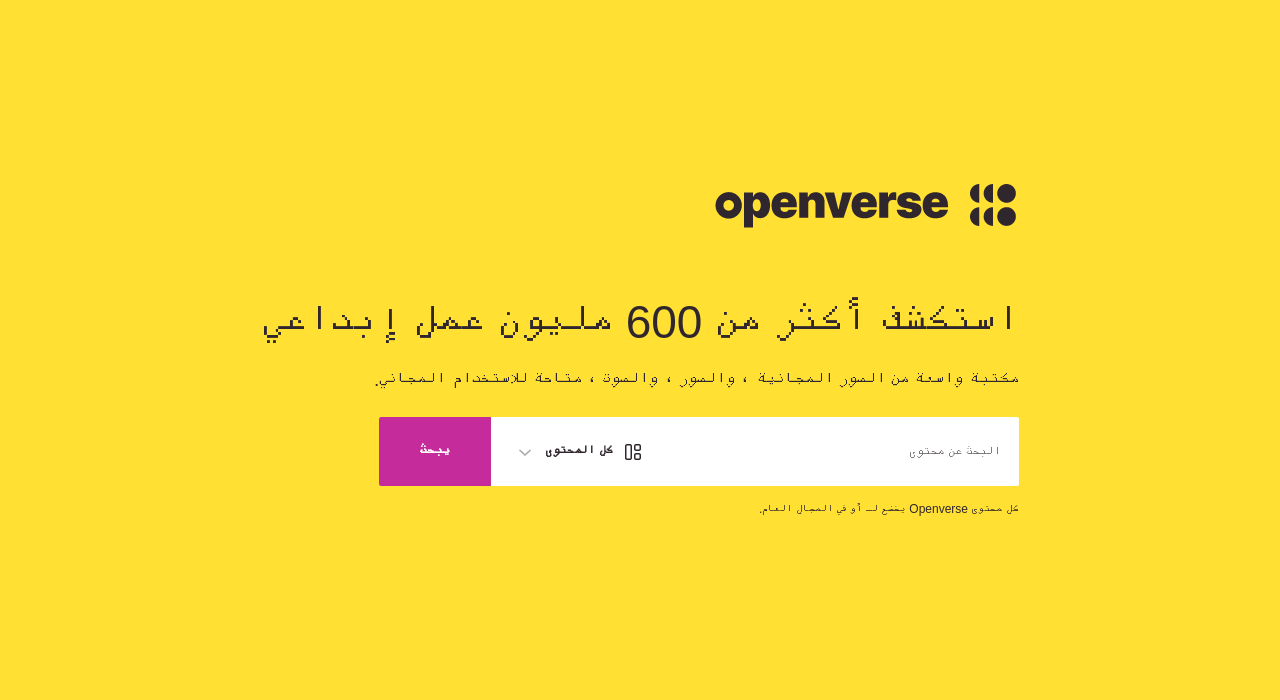 openverse
استكشف أكثر من 600 مليون عمل إبداعي
مكتبة واسعة من الصور المجانية ، والصور ، والصوت ، متاحة للاستخدام المجاني.
البحث عن محتوى
كل المحتوى
يبحث
كل محتوى Openverse يخضع لـ أو في المجال العام.